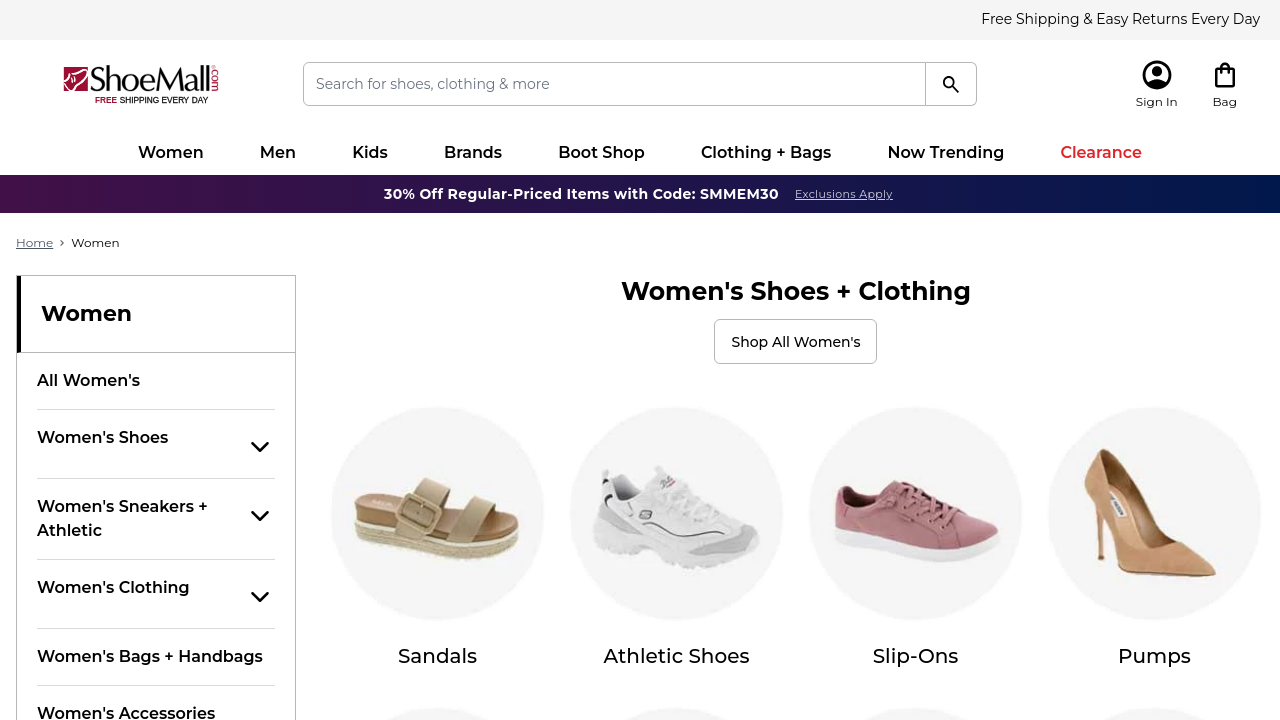 Free Shipping & Easy Returns Every Day
ShoeMall.com
FREE SHIPPING EVERY DAY
Search for shoes, clothing & more
Sign In
Bag
Women
Men
Kids
Brands
Boot Shop
Clothing + Bags
Now Trending
Clearance
30% Off Regular-Priced Items with Code: SMMEM30
Exclusions Apply
Home › Women
Women
All Women's
Women's Shoes
Women's Sneakers +
Athletic
Women's Clothing
Women's Bags + Handbags
Women's Accessories
Women's Shoes + Clothing
Shop All Women's
Sandals
Athletic Shoes
Slip-Ons
Pumps